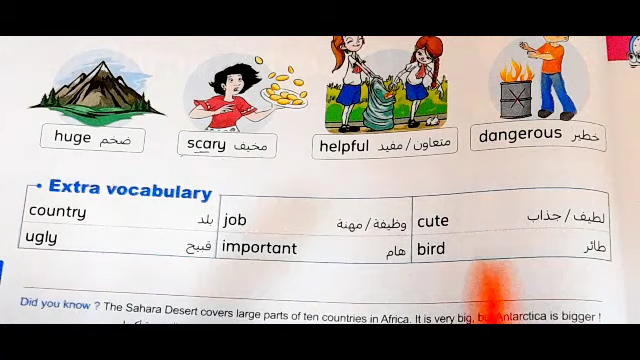 huge ضخم
scary مخيف
helpful متعاون / مفيد
dangerous خطير
• Extra vocabulary
country بلد job وظيفة / مهنة cute لطيف / جذاب
ugly قبيح important هام bird طائر
Did you know ? The Sahara Desert covers large parts of ten countries in Africa. It is very big, but Antarctica is bigger !